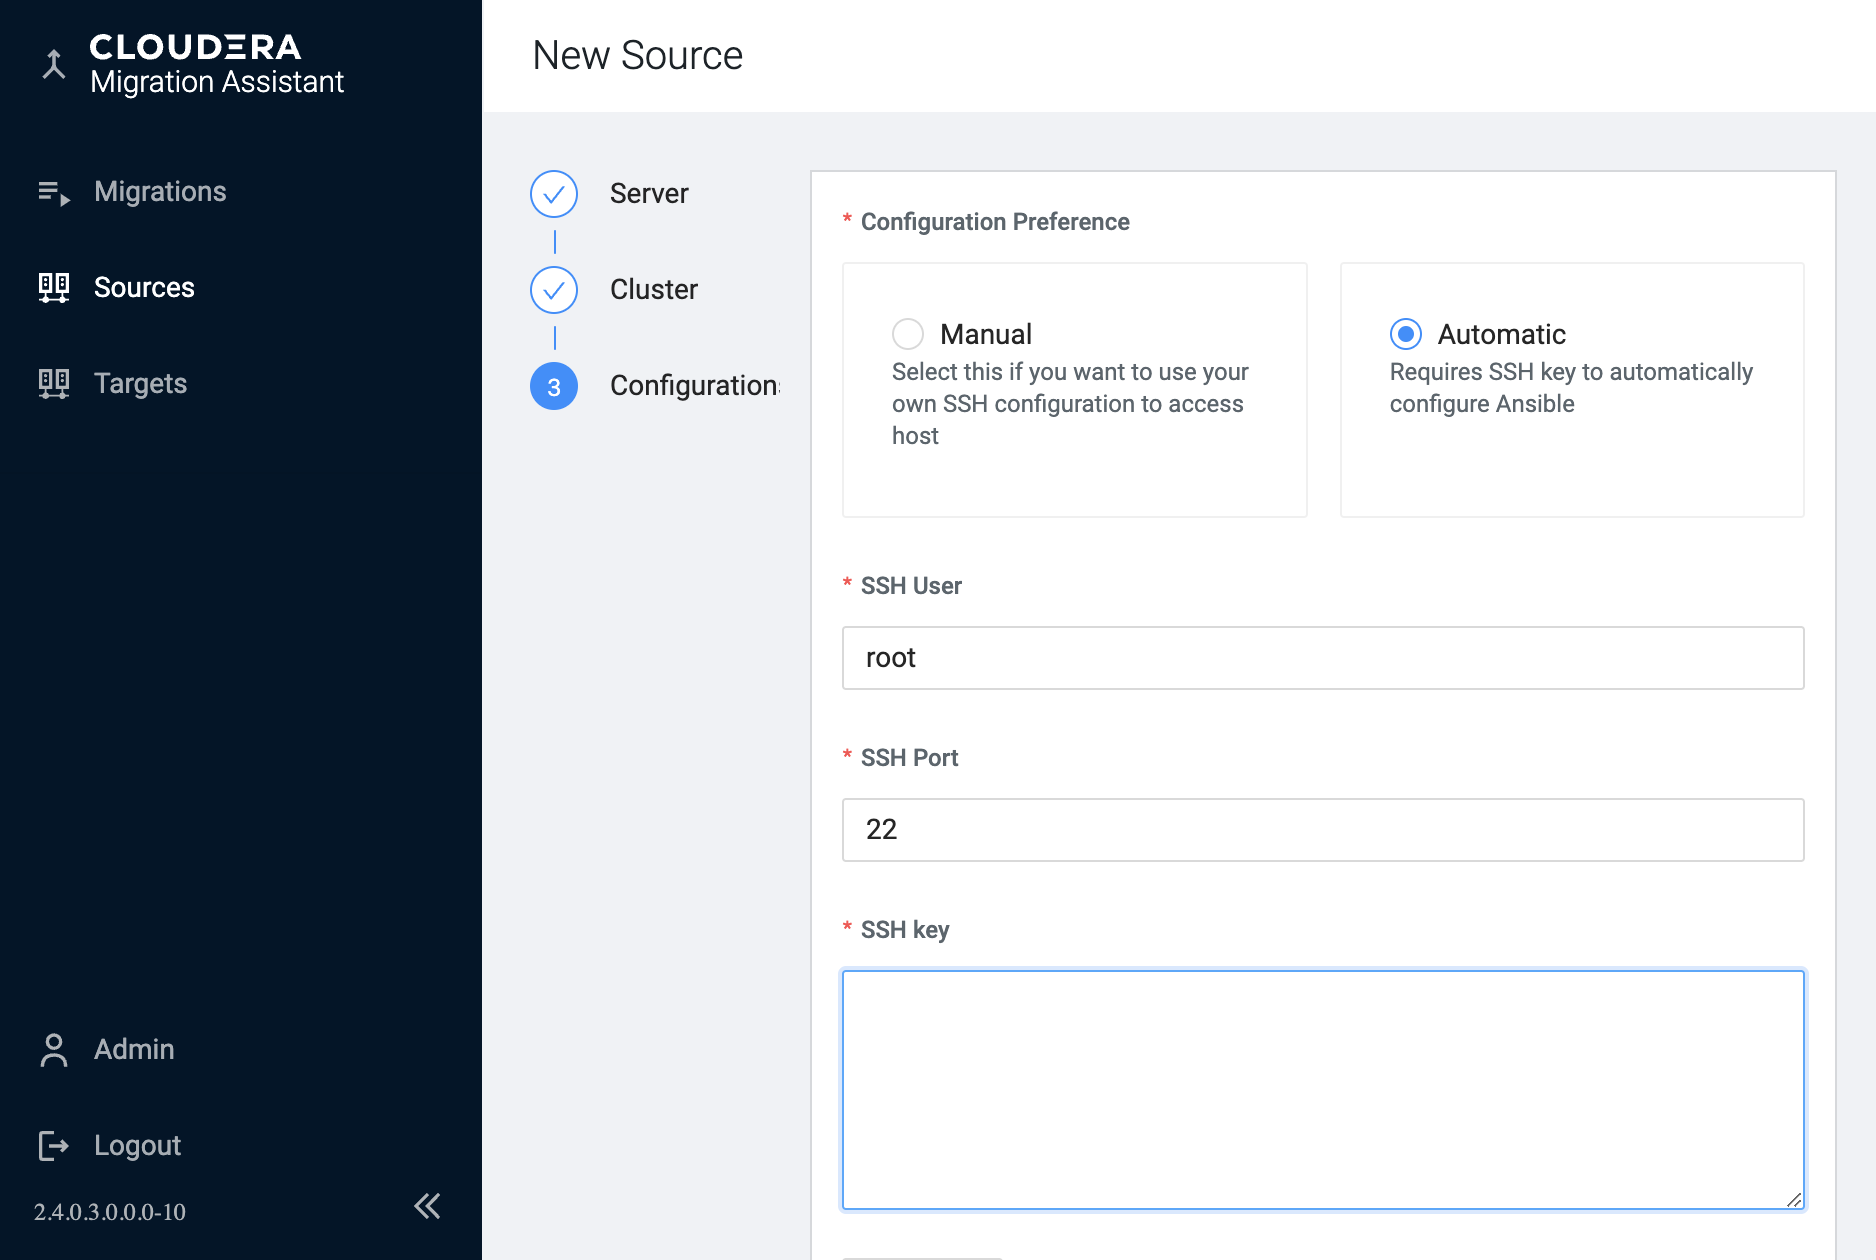 CLOUDERA
Migration Assistant
Migrations
Sources
Targets
Admin
Logout
2.4.0.3.0.0.0-10
New Source
Server
Cluster
3
Configuration
* Configuration Preference
Manual
Select this if you want to use your
own SSH configuration to access
host
Automatic
Requires SSH key to automatically
configure Ansible
* SSH User
root
* SSH Port
22
* SSH key